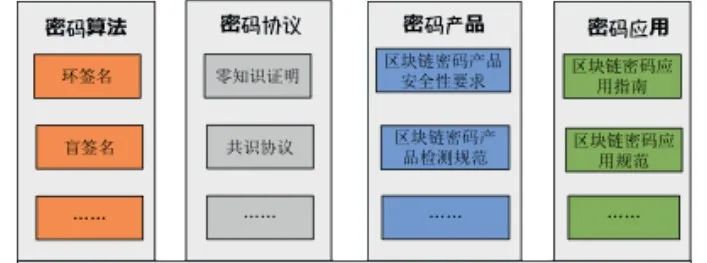 密码算法
环签名
盲签名
……
密码协议
零知识证明
共识协议
……
密码产品
区块链密码产品
安全性要求
区块链密码产
品检测规范
……
密码应用
区块链密码应
用指南
区块链密码应
用规范
……